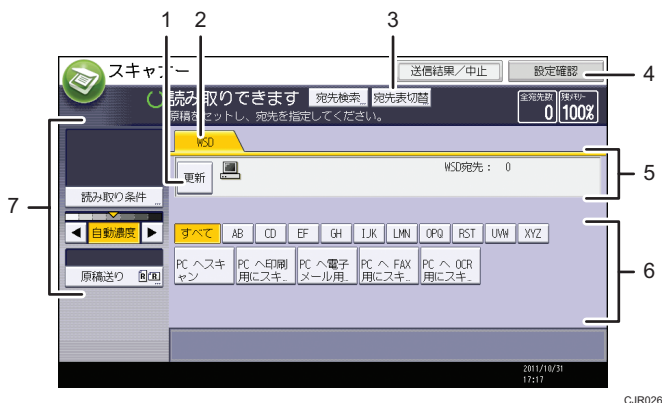 1 2 3
スキャナー
送信結果／中止 設定確認 4
読み取りできます 宛先検索 宛先表切替
全宛先数 残ﾒﾓﾘｰ
0 100%
原稿をセットし、宛先を指定してください。
WSD
更新
WSD宛先： 0
5
読み取り条件
7
自動濃度
すべて AB CD EF GH IJK LMN OPQ RST UVW XYZ
原稿送り
PC へスキャン
PC へ印刷用にスキ...
PC へ電子メール用...
PC へ FAX用にスキ...
PC へ OCR用にスキ...
6
2011/10/31
17:17
CJR026